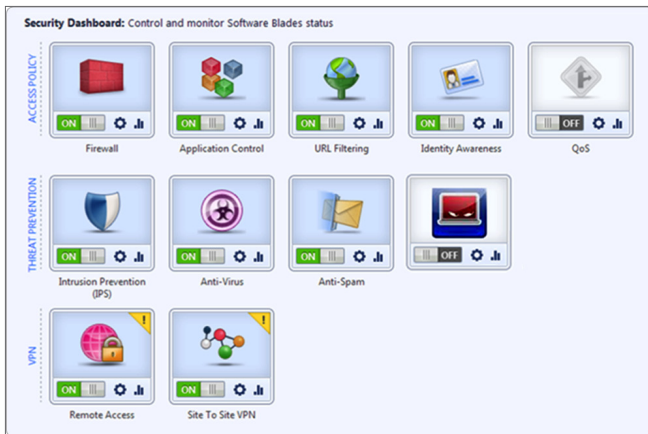 Security Dashboard: Control and monitor Software Blades status
ACCESS POLICY
ON
ON
ON
ON
OFF
Firewall
Application Control
URL Filtering
Identity Awareness
QoS
THREAT PREVENTION
ON
ON
ON
OFF
Intrusion Prevention
(IPS)
Anti-Virus
Anti-Spam
VPN
!
!
ON
ON
Remote Access
Site To Site VPN